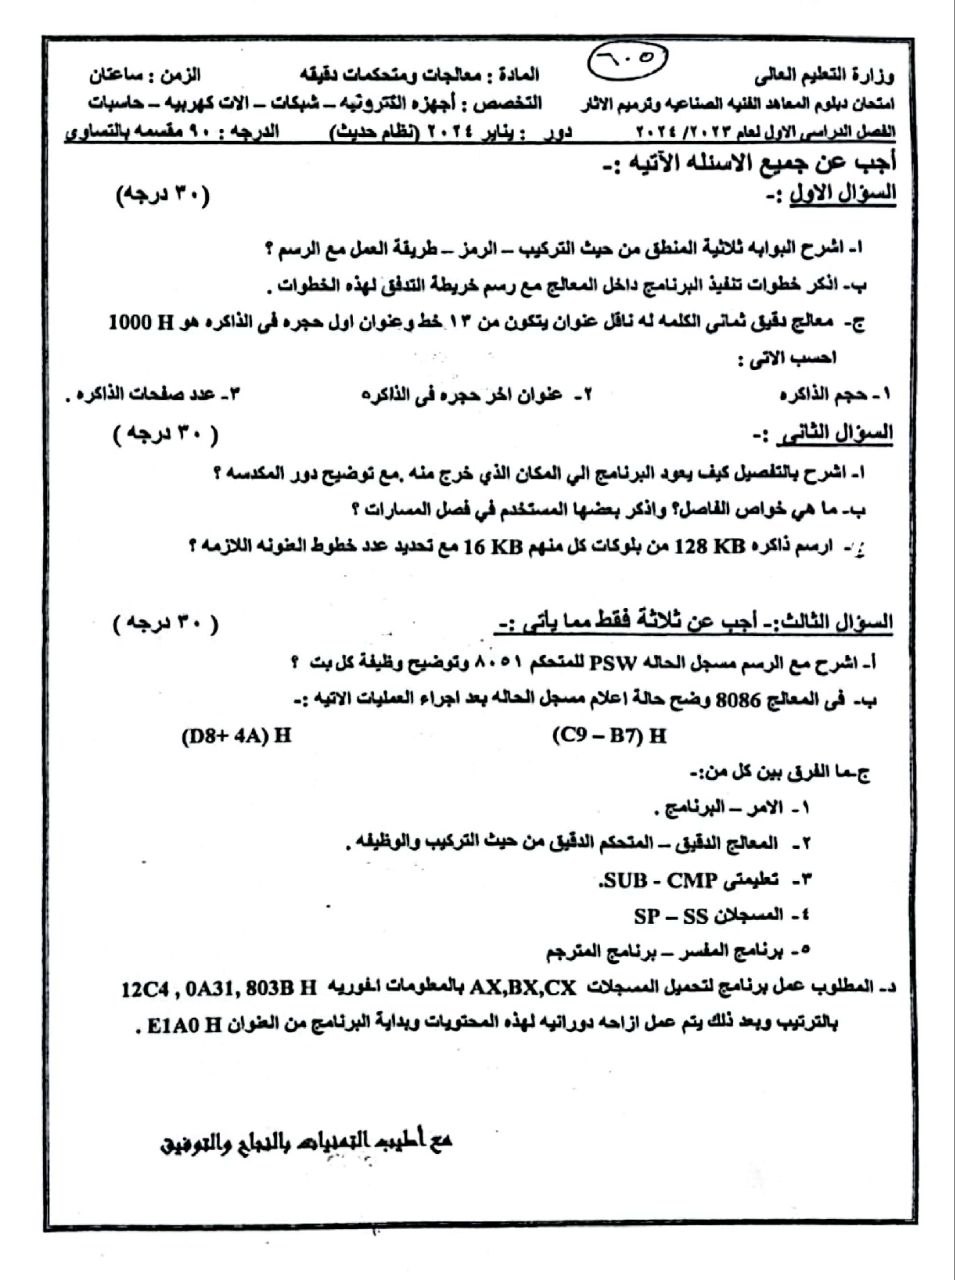 ٦٠٥
وزارة التعليم العالى المادة : معالجات ومتحكمات دقيقه الزمن : ساعتان
امتحان دبلوم المعاهد الفنيه الصناعيه وترميم الاثار التخصص : أجهزه الكترونيه – شبكات – الات كهربيه – حاسبات
الفصل الدراسى الاول لعام ٢٠٢٣/ ٢٠٢٤ دور : يناير ٢٠٢٤ (نظام حديث) الدرجه : ٩٠ مقسمه بالتساوى
أجب عن جميع الاسئله الآتيه :-
السؤال الاول :- (٣٠ درجه)
ا- اشرح البوابه ثلاثية المنطق من حيث التركيب – الرمز – طريقة العمل مع الرسم ؟
ب- اذكر خطوات تنفيذ البرنامج داخل المعالج مع رسم خريطة التدفق لهذه الخطوات .
ج- معالج دقيق ثمانى الكلمه له ناقل عنوان يتكون من ١٣ خط وعنوان اول حجره فى الذاكره هو 1000 H
احسب الاتى :
١- حجم الذاكره ٢- عنوان اخر حجره فى الذاكره ٣- عدد صفحات الذاكره .
السؤال الثانى :- (٣٠ درجه )
ا- اشرح بالتفصيل كيف يعود البرنامج الي المكان الذي خرج منه .مع توضيح دور المكدسه ؟
ب- ما هي خواص الفاصل؟ واذكر بعضها المستخدم في فصل المسارات ؟
- ارسم ذاكره 128 KB من بلوكات كل منهم 16 KB مع تحديد عدد خطوط العنونه اللازمه ؟
السؤال الثالث:- أجب عن ثلاثة فقط مما يأتى :- (٣٠ درجه )
أ- اشرح مع الرسم مسجل الحاله PSW للمتحكم ٨٠٥١ وتوضيح وظيفة كل بت ؟
ب- فى المعالج 8086 وضح حالة اعلام مسجل الحاله بعد اجراء العمليات الاتيه :-
(C9 – B7) H (D8+ 4A) H
ج-ما الفرق بين كل من:-
١- الامر – البرنامج .
٢- المعالج الدقيق – المتحكم الدقيق من حيث التركيب والوظيفه .
٣- تعليمتى SUB - CMP.
٤- المسجلان SP – SS
٥- برنامج المفسر – برنامج المترجم
د- المطلوب عمل برنامج لتحميل المسجلات AX,BX,CX بالمعلومات الفوريه 12C4 , 0A31, 803B H
بالترتيب وبعد ذلك يتم عمل ازاحه دورانيه لهذه المحتويات وبداية البرنامج من العنوان E1A0 H .
مع أطيب التمنيات بالنجاح والتوفيق